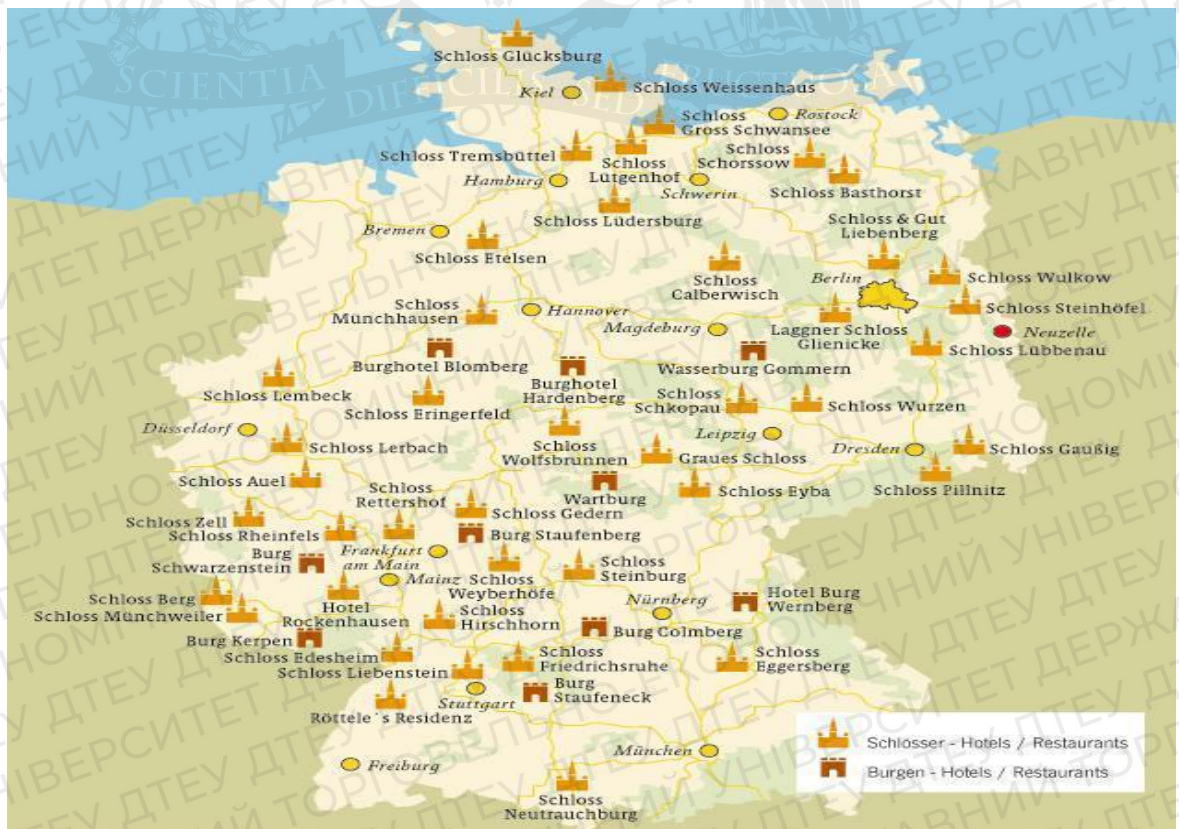 SCIENTIA DIFFICILIS SED FRUCTUOSA
Schloss Glücksburg
Kiel
Schloss Weissenhaus
Schloss
Gross Schwansee
Rostock
Schloss Tremsbüttel
Schloss
Lütgenhof
Schloss
Schorssow
Hamburg
Schwerin
Schloss Basthorst
Schloss Lüdersburg
Schloss & Gut
Liebenberg
Bremen
Schloss Etelsen
Schloss
Calberwisch
Berlin
Schloss Wulkow
Schloss
Münchhausen
Hannover
Magdeburg
Laggner Schloss
Glienicke
Schloss Steinhöfel
Neuzelle
Schloss Lübbenau
Burghotel Blomberg
Burghotel
Hardenberg
Wasserburg Gommern
Schloss Lembeck
Schloss Eringerfeld
Schloss
Schkopau
Schloss Wurzen
Düsseldorf
Schloss Lerbach
Schloss
Wolfsbrunnen
Graues Schloss
Leipzig
Dresden
Schloss Gaußig
Schloss Auel
Schloss
Rettershof
Wartburg
Schloss Eyba
Schloss Pillnitz
Schloss Zell
Schloss Gedern
Schloss Rheinfels
Burg Staufenberg
Burg
Schwarzenstein
Frankfurt
am Main
Mainz
Schloss
Weyberhöfe
Schloss
Steinburg
Schloss Berg
Schloss Münchweiler
Hotel
Rockenhausen
Schloss
Hirschhorn
Nürnberg
Hotel Burg
Wernberg
Burg Kerpen
Burg Colmberg
Schloss Edesheim
Schloss Liebenstein
Schloss
Friedrichsruhe
Schloss
Eggersberg
Röttele´s Residenz
Stuttgart
Burg
Staufeneck
Freiburg
München
Schloss
Neutrauchburg
Schlosser - Hotels / Restaurants
Burgen - Hotels / Restaurants